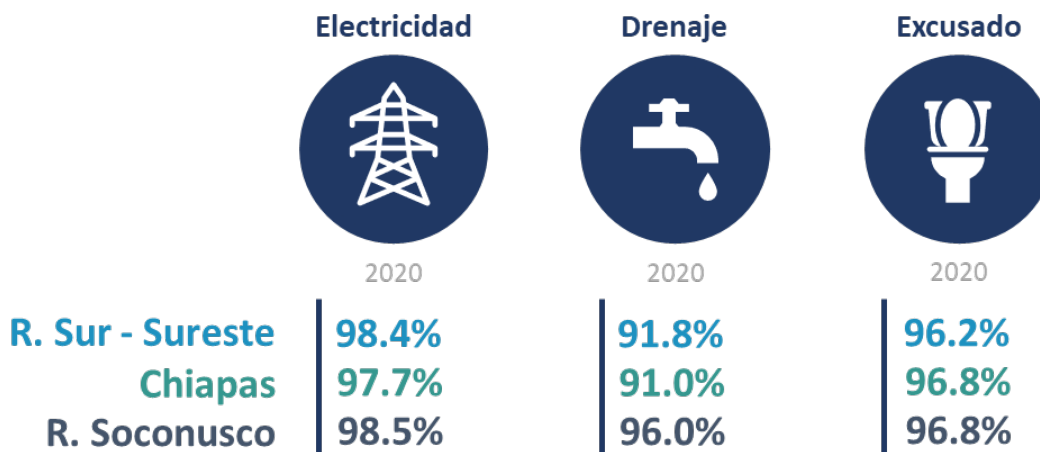 Electricidad Drenaje Excusado
2020 2020 2020
R. Sur - Sureste 98.4% 91.8% 96.2%
Chiapas 97.7% 91.0% 96.8%
R. Soconusco 98.5% 96.0% 96.8%